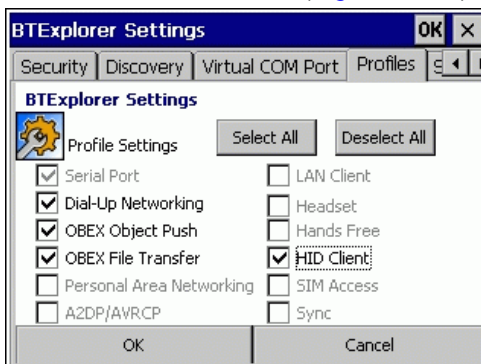 BTExplorer Settings OK ×
Security Discovery Virtual COM Port Profiles
BTExplorer Settings
Profile Settings Select All Deselect All
Serial Port LAN Client
Dial-Up Networking Headset
OBEX Object Push Hands Free
OBEX File Transfer HID Client
Personal Area Networking SIM Access
A2DP/AVRCP Sync
OK Cancel